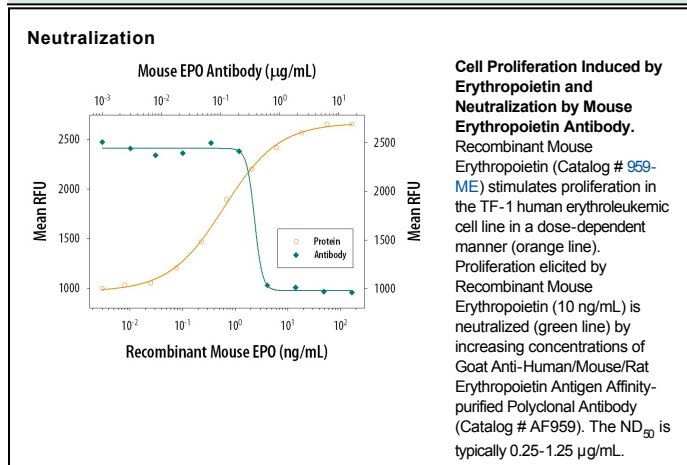 Neutralization
Mouse EPO Antibody (µg/mL)
10⁻³ 10⁻² 10⁻¹ 10⁰ 10¹
Mean RFU
2500
2000
1500
1000
Protein
Antibody
2500
2000
1500
1000
Mean RFU
10⁻² 10⁻¹ 10⁰ 10¹ 10²
Recombinant Mouse EPO (ng/mL)
Cell Proliferation Induced by
Erythropoietin and
Neutralization by Mouse
Erythropoietin Antibody.
Recombinant Mouse
Erythropoietin (Catalog # 959-
ME) stimulates proliferation in
the TF-1 human erythroleukemic
cell line in a dose-dependent
manner (orange line).
Proliferation elicited by
Recombinant Mouse
Erythropoietin (10 ng/mL) is
neutralized (green line) by
increasing concentrations of
Goat Anti-Human/Mouse/Rat
Erythropoietin Antigen Affinity-
purified Polyclonal Antibody
(Catalog # AF959). The ND₅₀ is
typically 0.25-1.25 µg/mL.